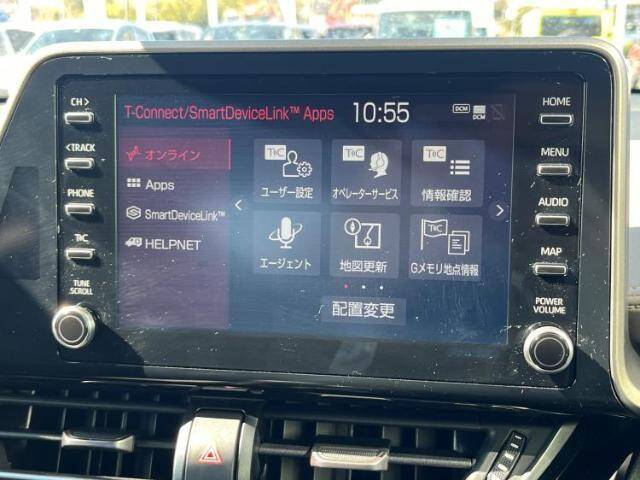 CH>
<TRACK
PHONE
T&C
TUNE
SCROLL
T-Connect/SmartDeviceLink™ Apps
10:55
DCM
DCM
オンライン
Apps
SmartDeviceLink™
HELPNET
T&C
ユーザー設定
T&C
オペレーターサービス
T&C
情報確認
エージェント
地図更新
T&C
Gメモリ地点情報
配置変更
HOME
MENU
AUDIO
MAP
POWER
VOLUME